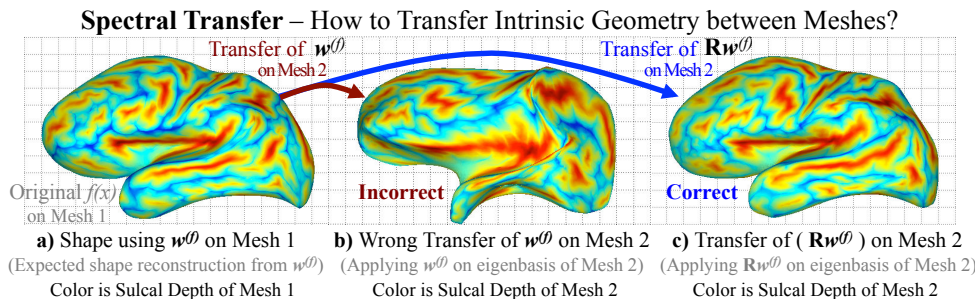 Spectral Transfer – How to Transfer Intrinsic Geometry between Meshes?
Transfer of w(f)
on Mesh 2
Transfer of Rw(f)
on Mesh 2
Original f(x)
on Mesh 1
Incorrect
Correct
a) Shape using w(f) on Mesh 1
(Expected shape reconstruction from w(f))
Color is Sulcal Depth of Mesh 1
b) Wrong Transfer of w(f) on Mesh 2
(Applying w(f) on eigenbasis of Mesh 2)
Color is Sulcal Depth of Mesh 2
c) Transfer of ( Rw(f) ) on Mesh 2
(Applying Rw(f) on eigenbasis of Mesh 2)
Color is Sulcal Depth of Mesh 2